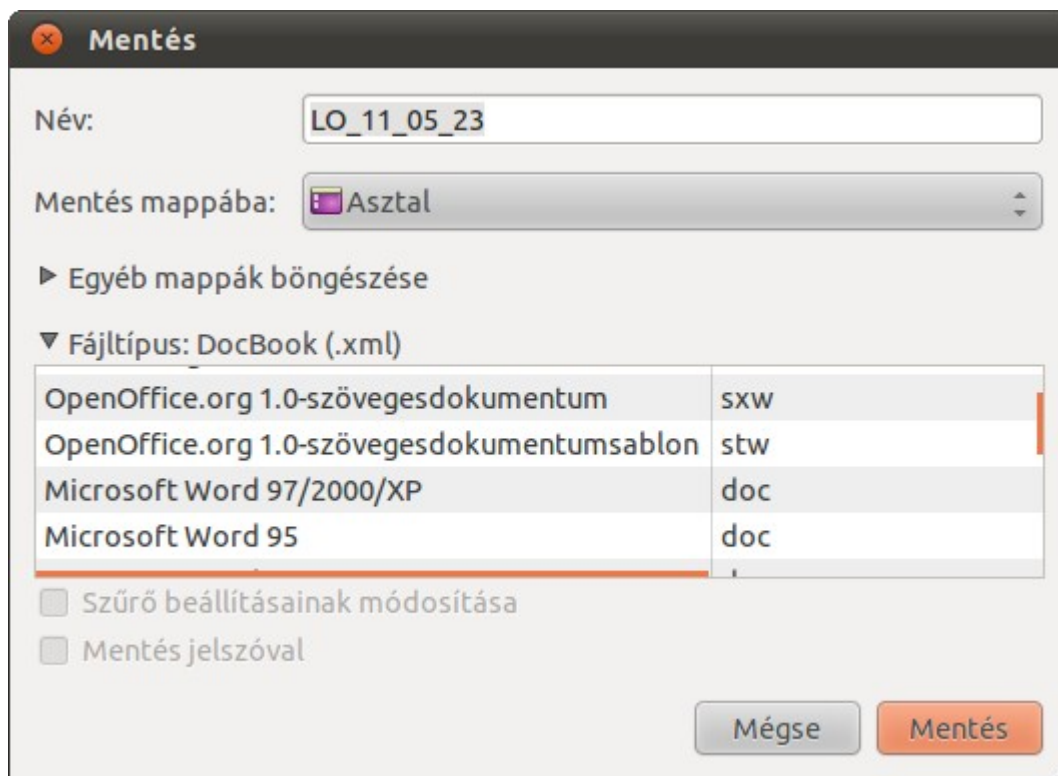 Mentés
Név: LO_11_05_23
Mentés mappába: Asztal
Egyéb mappák böngészése
Fájltípus: DocBook (.xml)
OpenOffice.org 1.0-szövegesdokumentum sxw
OpenOffice.org 1.0-szövegesdokumentumsablon stw
Microsoft Word 97/2000/XP doc
Microsoft Word 95 doc
Szűrő beállításainak módosítása
Mentés jelszóval
Mégse Mentés